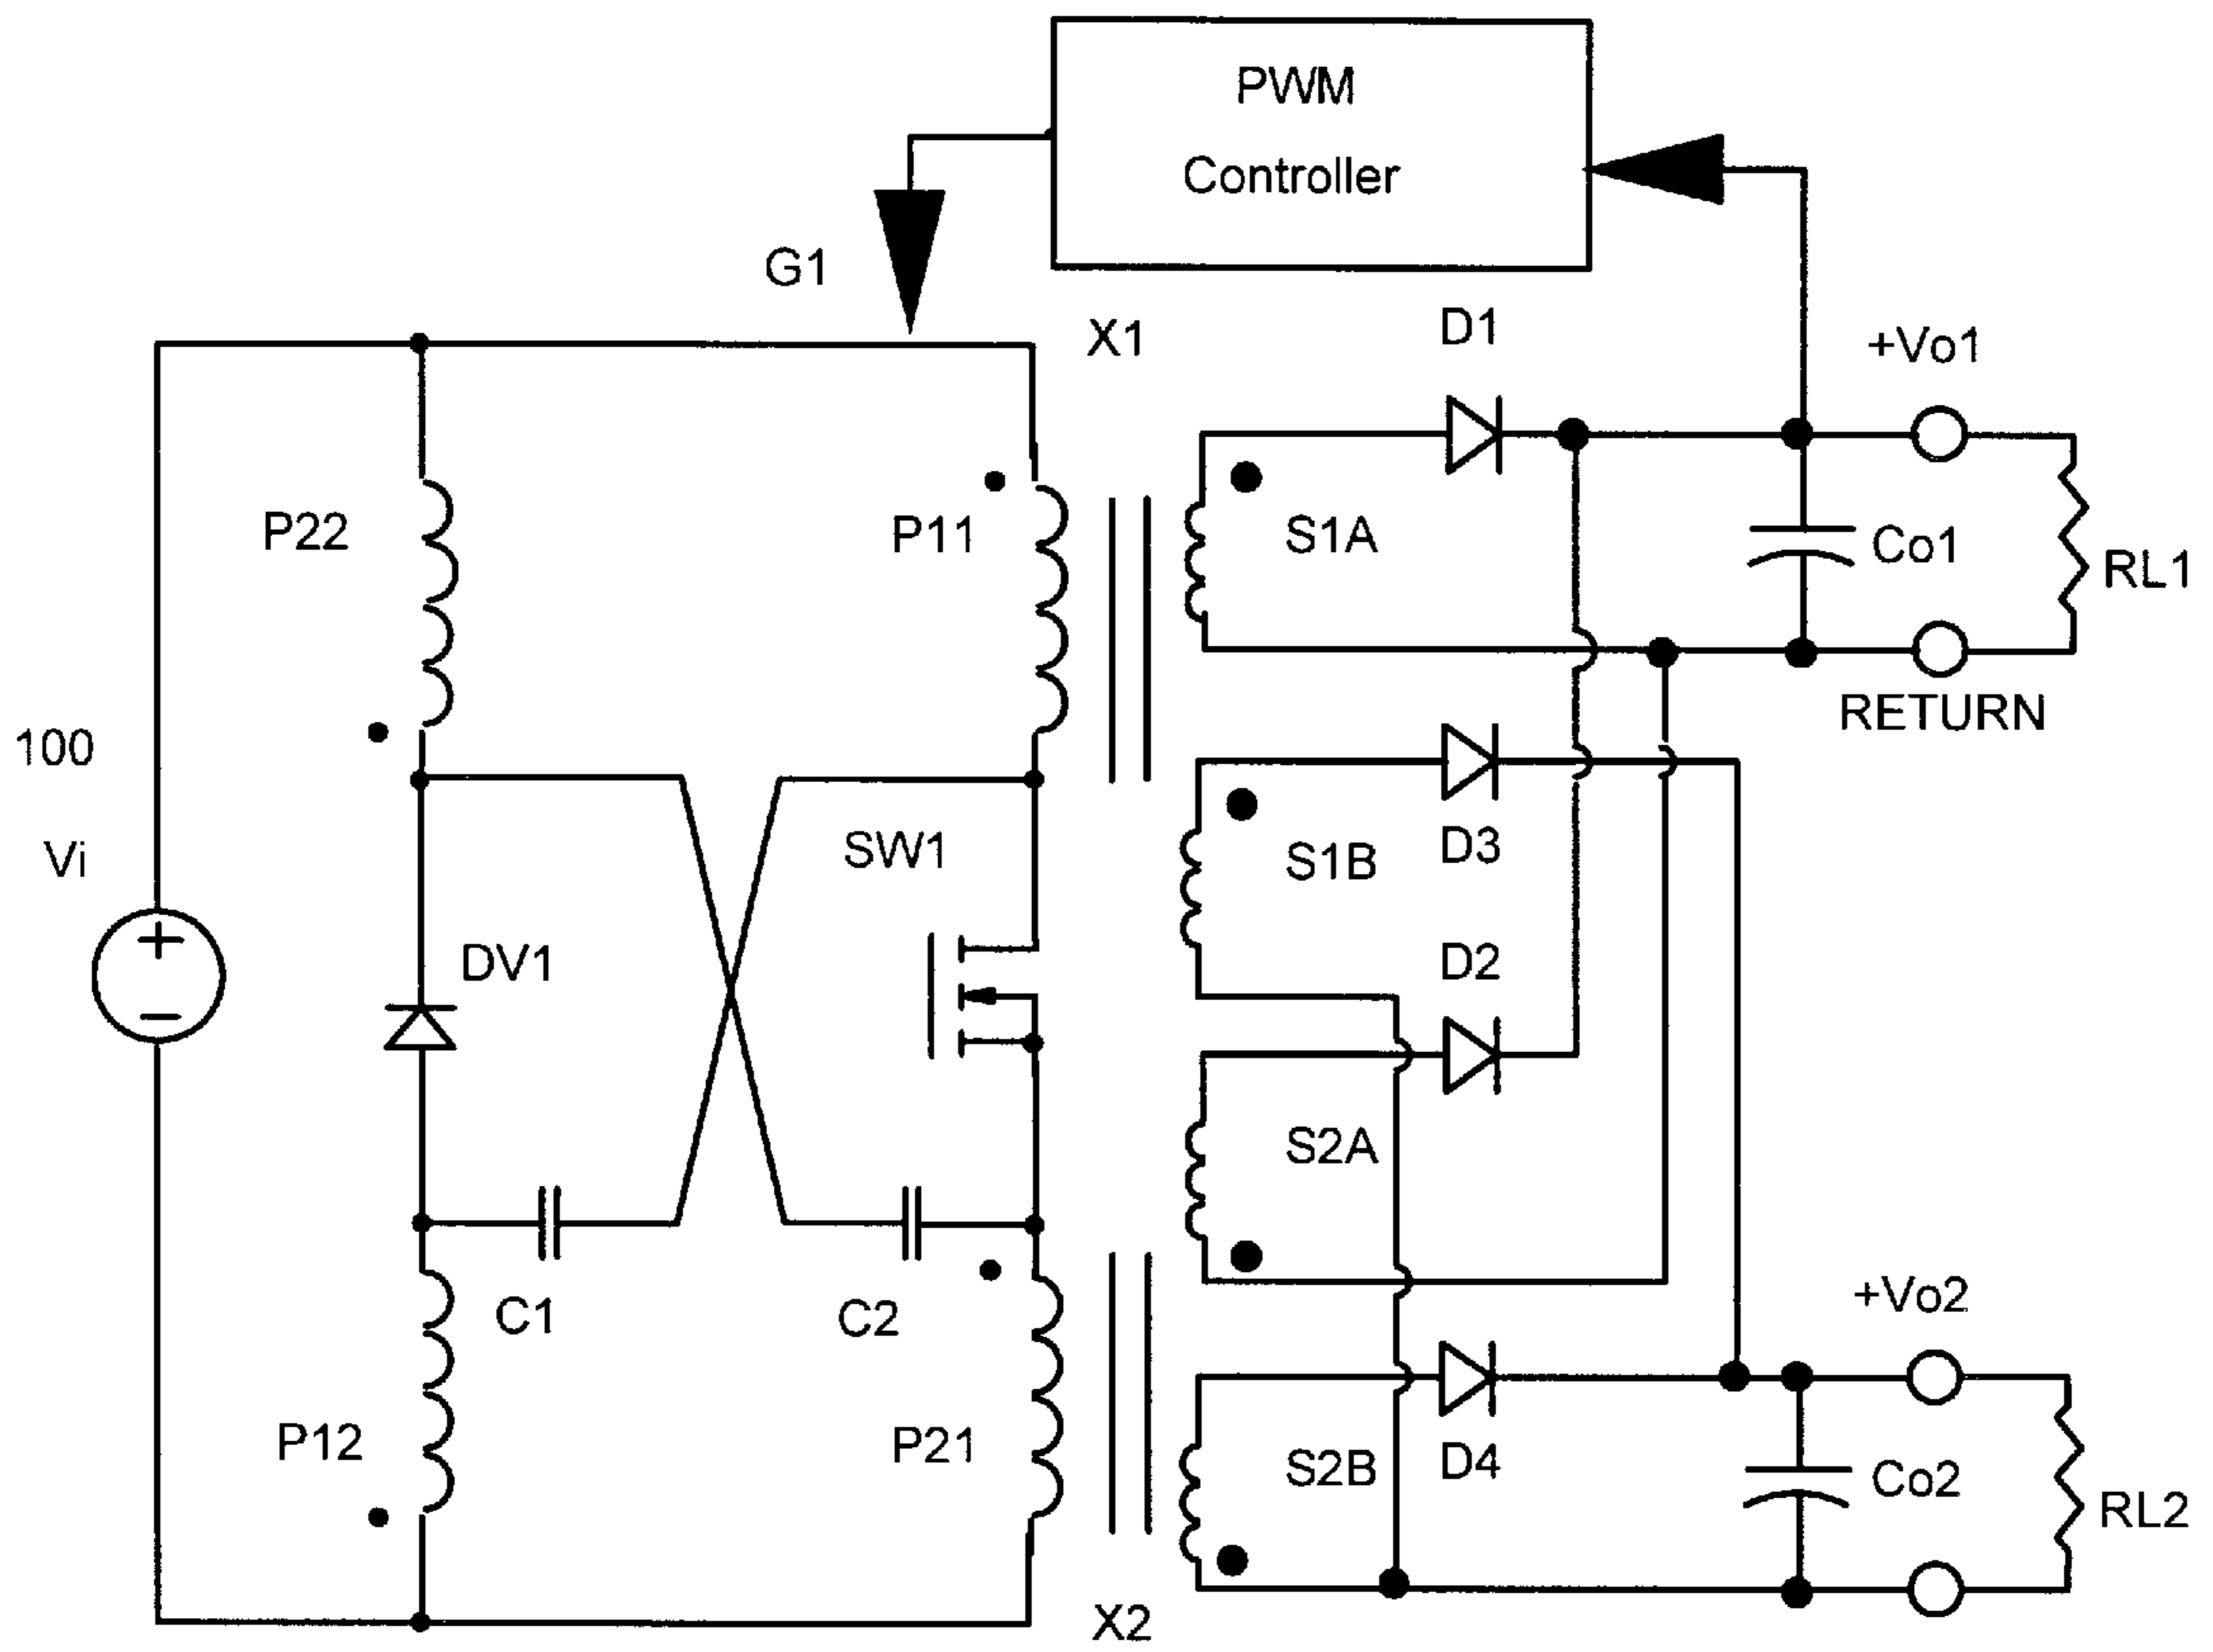 PWM
Controller
G1
X1
D1
+Vo1
P22
P11
S1A
Co1
RL1
RETURN
100
Vi
SW1
S1B
D3
DV1
D2
S2A
C1
C2
+Vo2
P12
P21
S2B
D4
Co2
RL2
X2